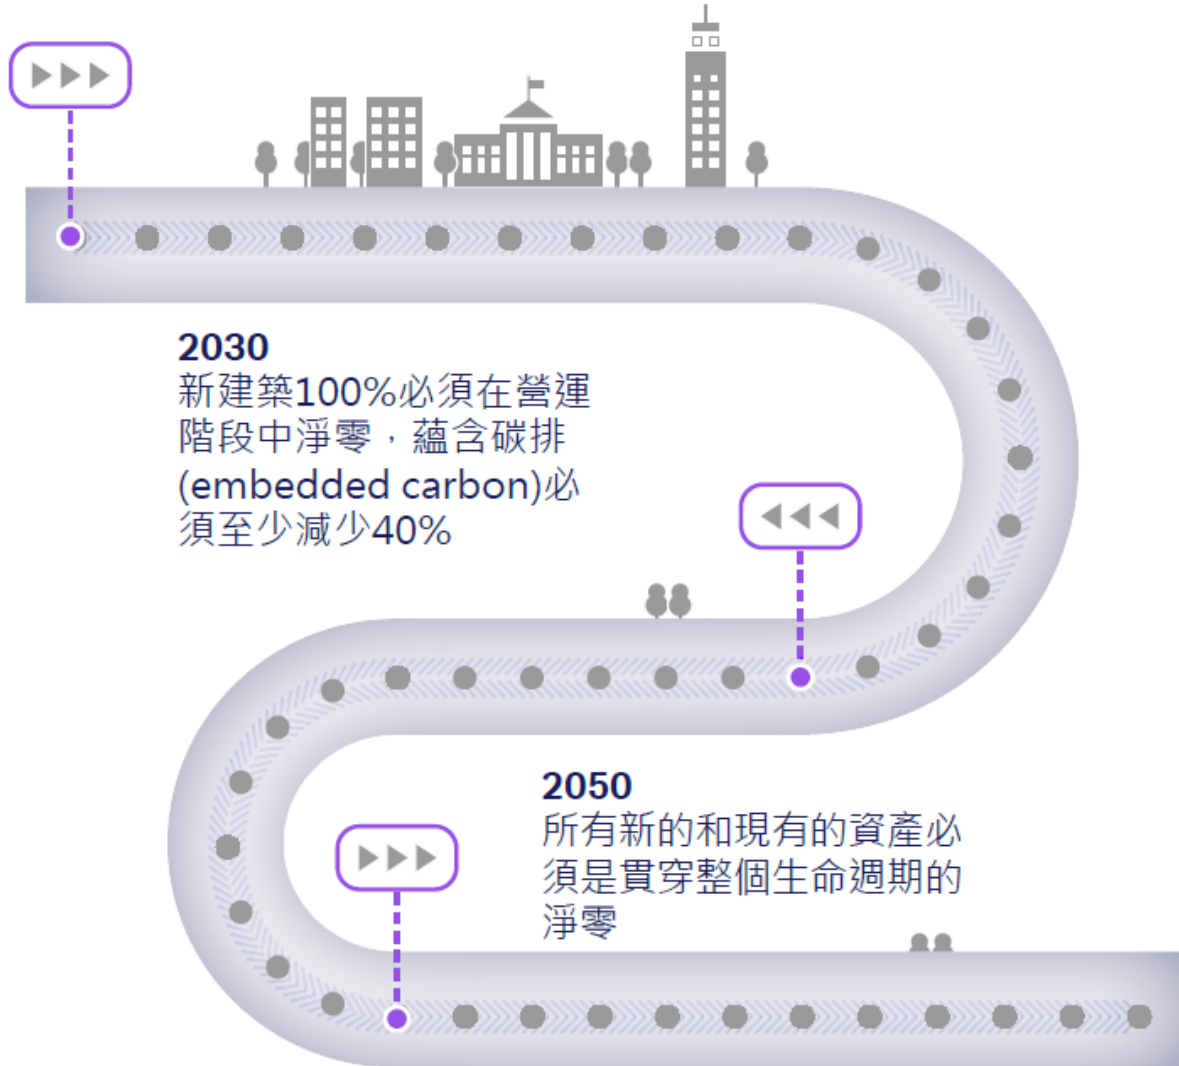 2030
新建築100%必須在營運
階段中淨零，蘊含碳排
(embedded carbon)必
須至少減少40%
2050
所有新的和現有的資產必
須是貫穿整個生命週期的
淨零